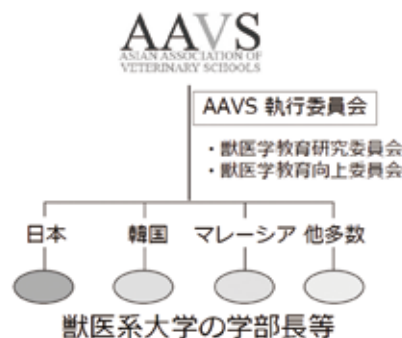 AAVS
ASIAN ASSOCIATION OF
VETERINARY SCHOOLS
AAVS 執行委員会
・獣医学教育研究委員会
・獣医学教育向上委員会
日本 韓国 マレーシア 他多数
獣医系大学の学部長等